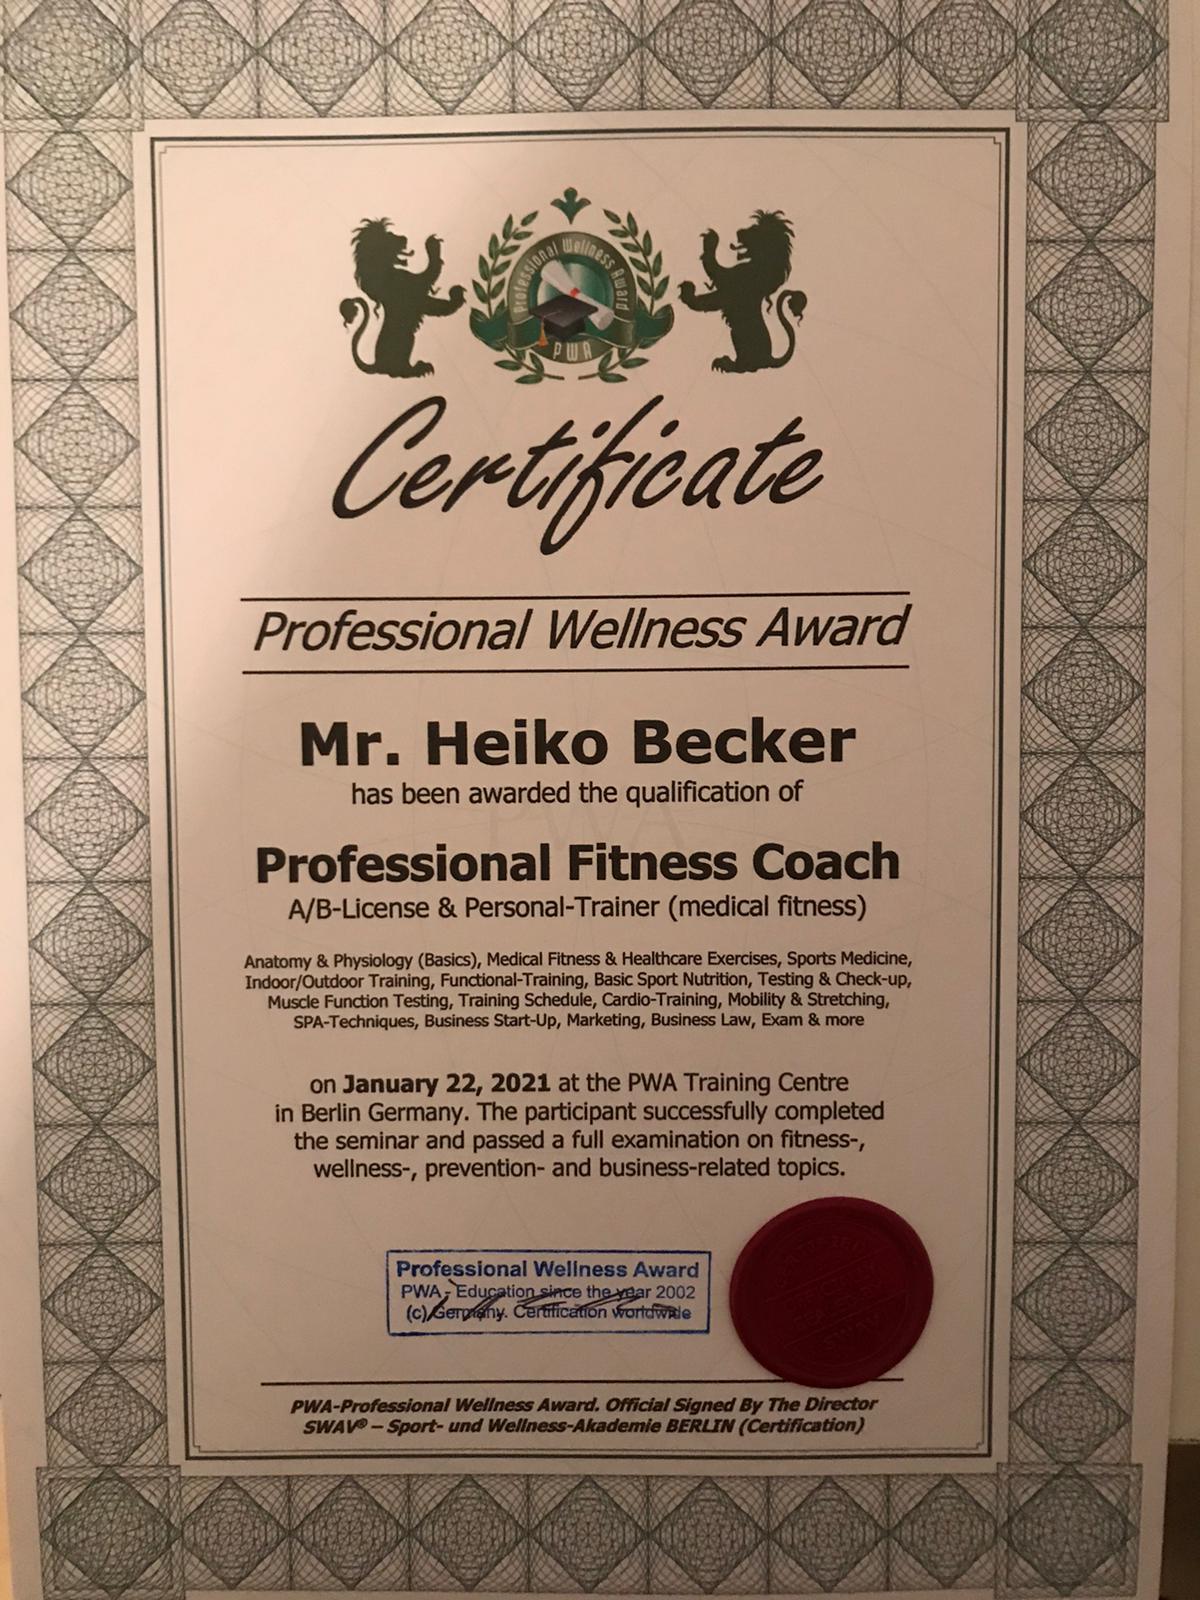 Professional Wellness Award
PWA
Certificate
Professional Wellness Award
Mr. Heiko Becker
has been awarded the qualification of
PWA
Professional Fitness Coach
A/B-License & Personal-Trainer (medical fitness)
Anatomy & Physiology (Basics), Medical Fitness & Healthcare Exercises, Sports Medicine,
Indoor/Outdoor Training, Functional-Training, Basic Sport Nutrition, Testing & Check-up,
Muscle Function Testing, Training Schedule, Cardio-Training, Mobility & Stretching,
SPA-Techniques, Business Start-Up, Marketing, Business Law, Exam & more
on January 22, 2021 at the PWA Training Centre
in Berlin Germany. The participant successfully completed
the seminar and passed a full examination on fitness-,
wellness-, prevention- and business-related topics.
Professional Wellness Award
PWA - Education since the year 2002
(c) Germany. Certification worldwide
PWA-Professional Wellness Award. Official Signed By The Director
SWAV® – Sport- und Wellness-Akademie BERLIN (Certification)